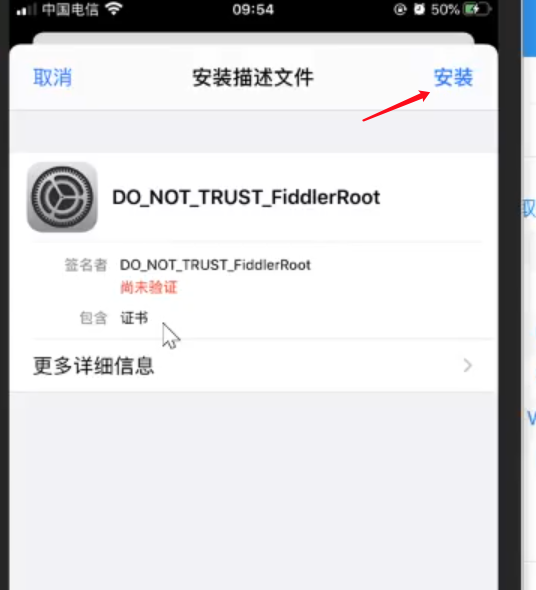 中国电信
09:54
50%
取消
安装描述文件
安装
DO_NOT_TRUST_FiddlerRoot
签名者 DO_NOT_TRUST_FiddlerRoot
尚未验证
包含 证书
更多详细信息